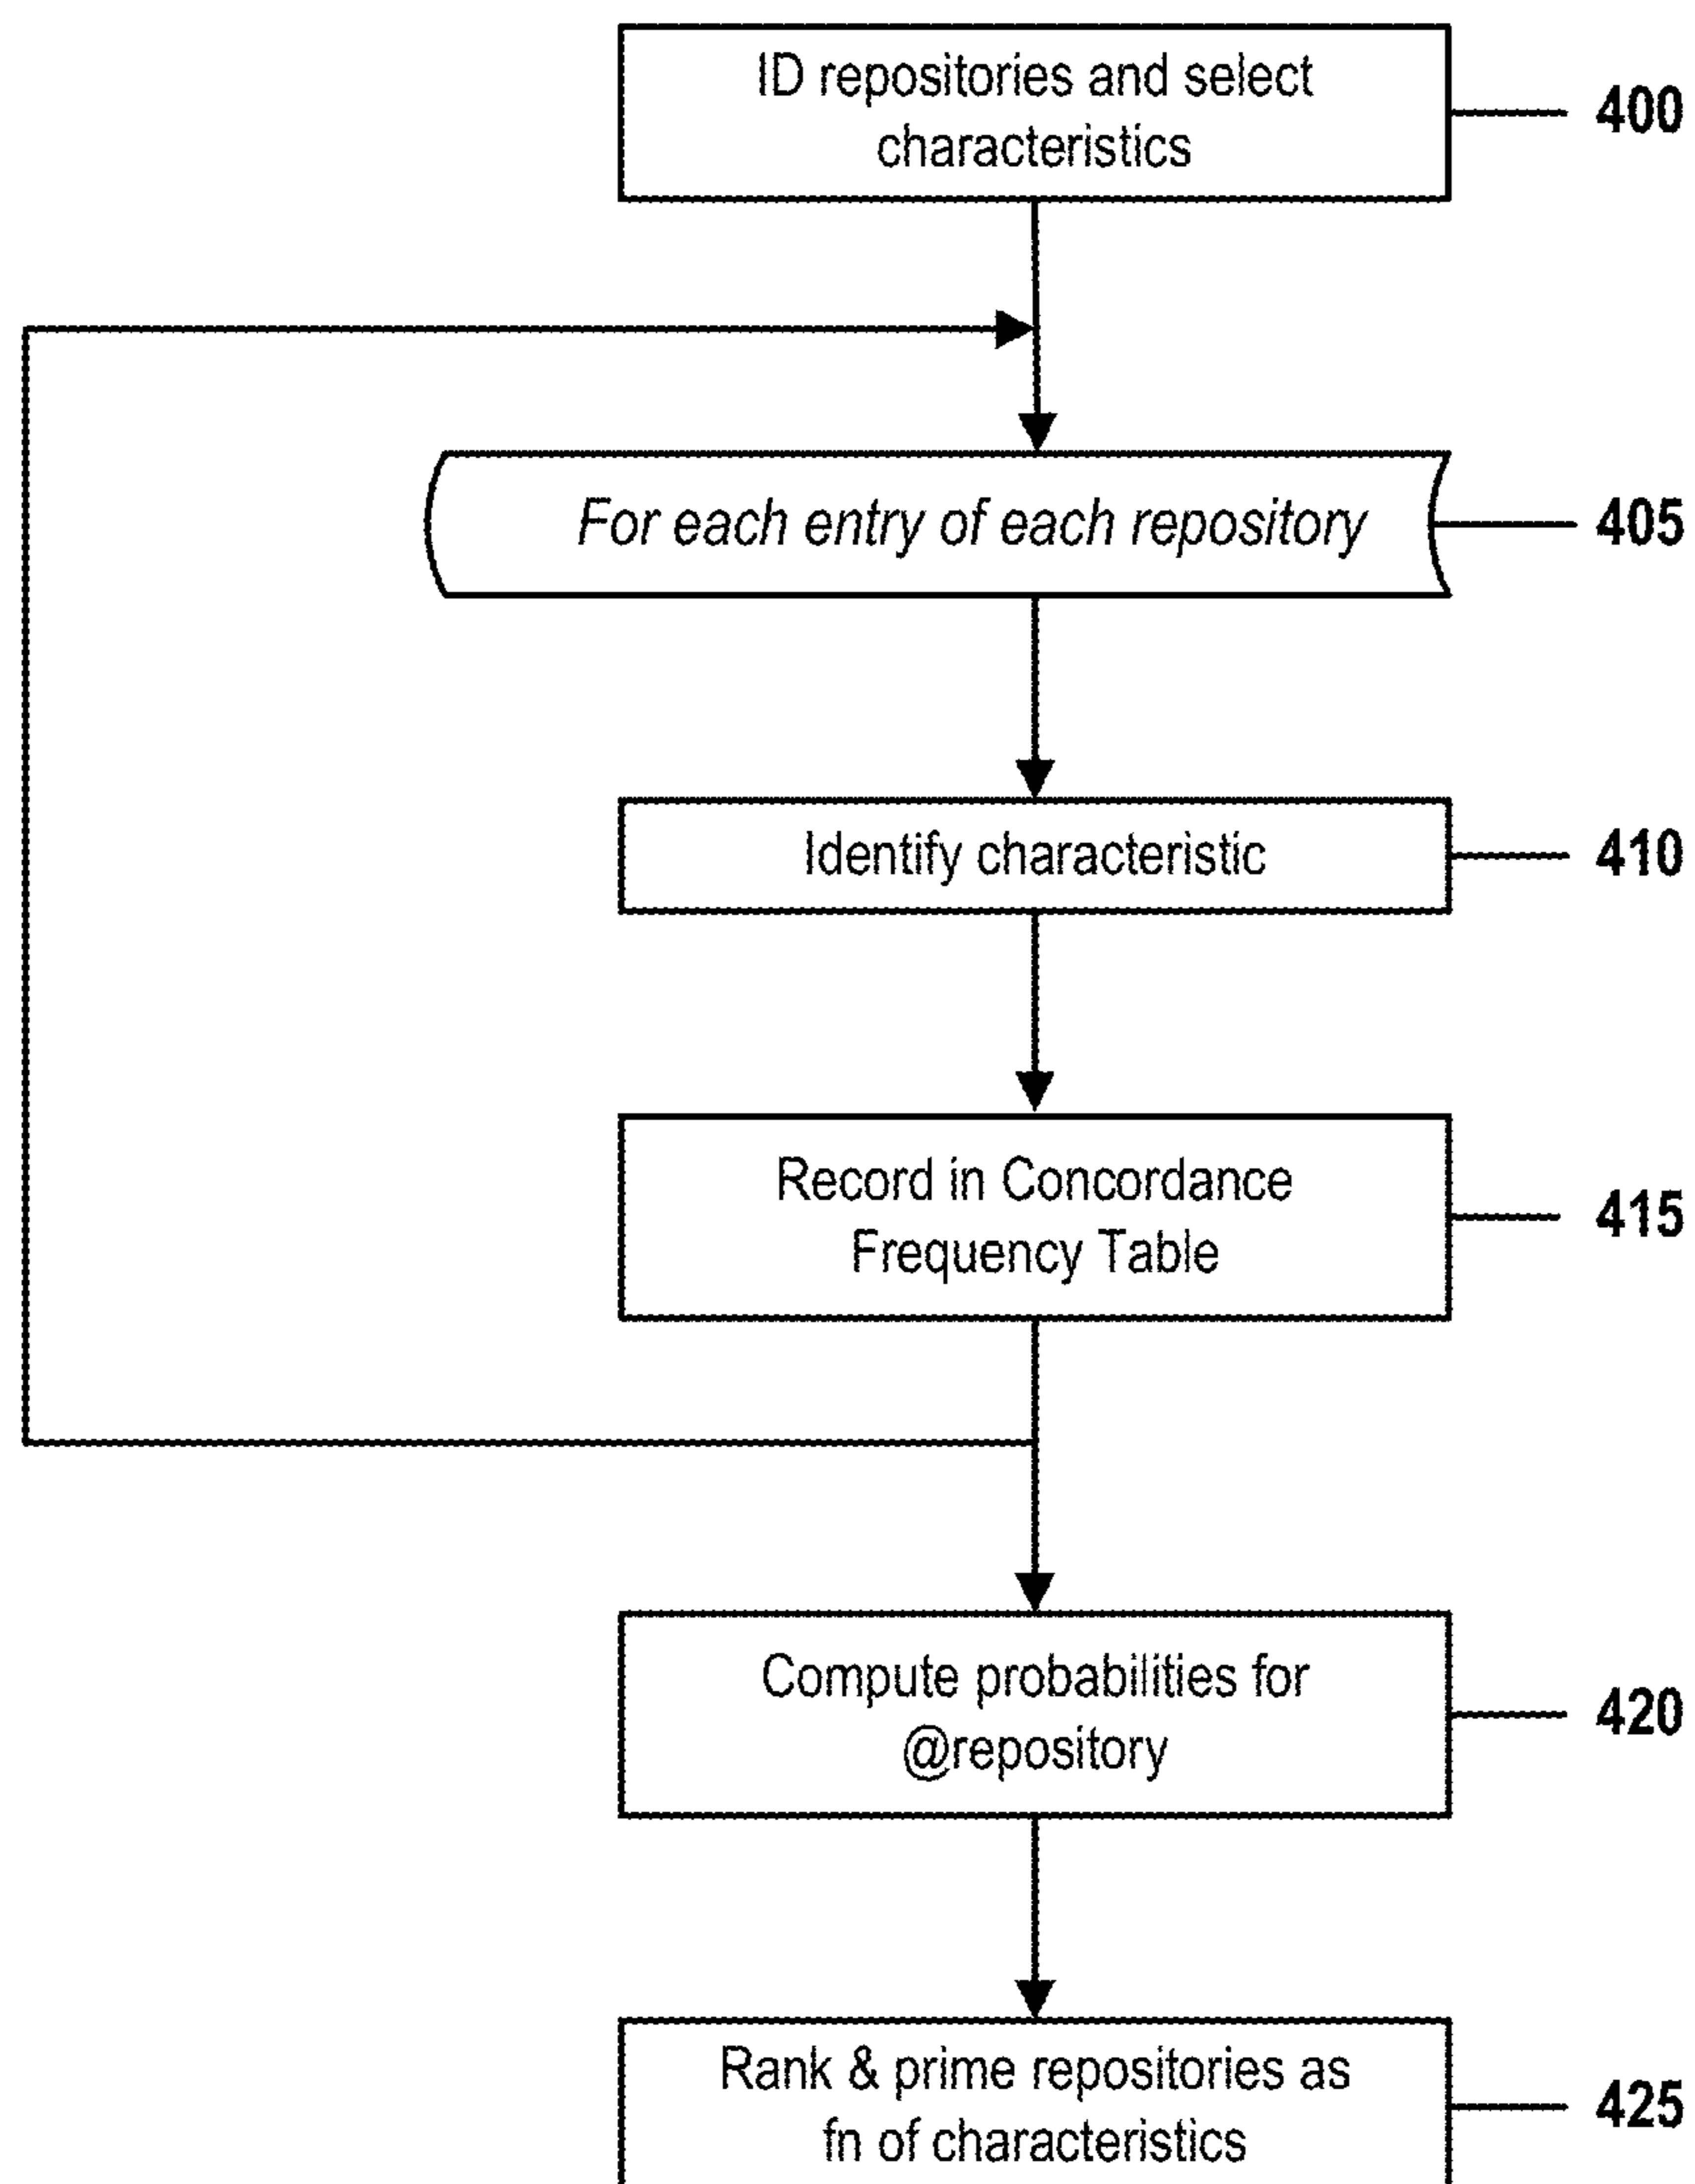 ID repositories and select
characteristics
400
For each entry of each repository
405
Identify characteristic
410
Record in Concordance
Frequency Table
415
Compute probabilities for
@repository
420
Rank & prime repositories as
fn of characteristics
425